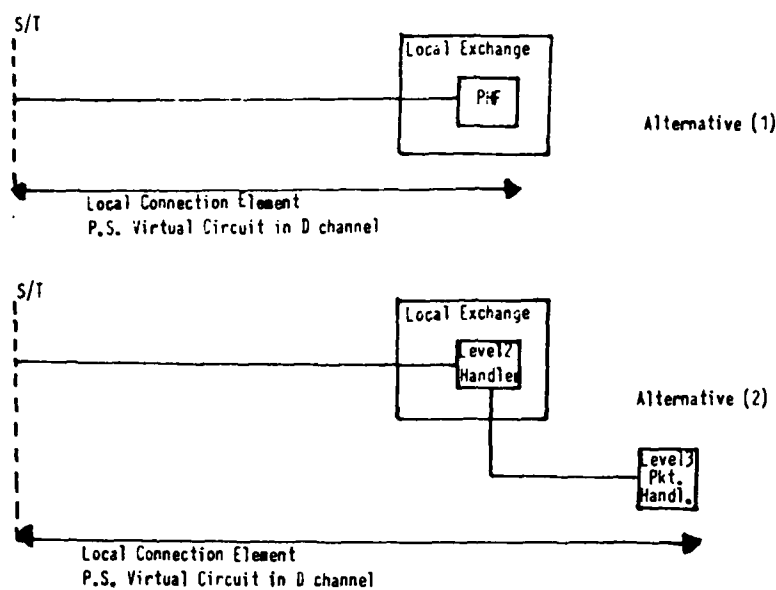 S/T
Local Exchange
PHF
Alternative (1)
Local Connection Element
P.S. Virtual Circuit in D channel
S/T
Local Exchange
Level2
Handler
Alternative (2)
Level3
Pkt.
Handl.
Local Connection Element
P.S. Virtual Circuit in D channel